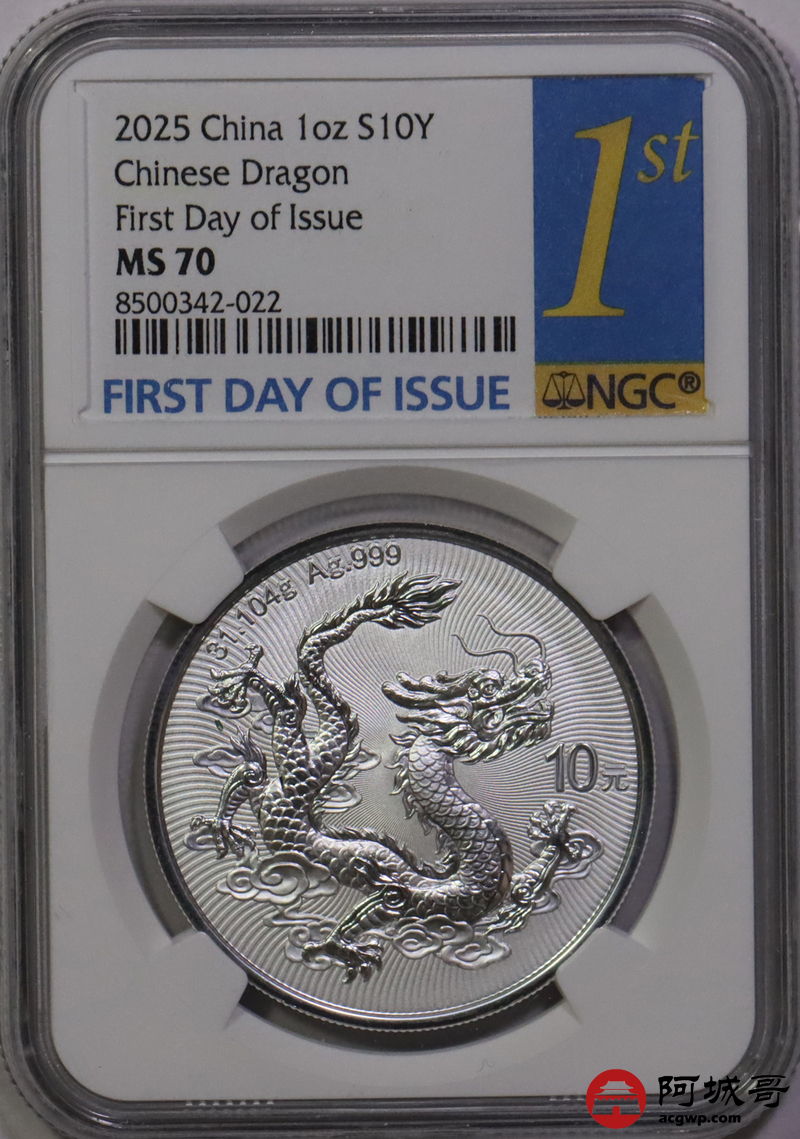 2025 China 1oz S10Y
Chinese Dragon
First Day of Issue
MS 70
8500342-022
FIRST DAY OF ISSUE
1st
NGC®
31.104g Ag.999
10元
阿城哥
acgwp.com